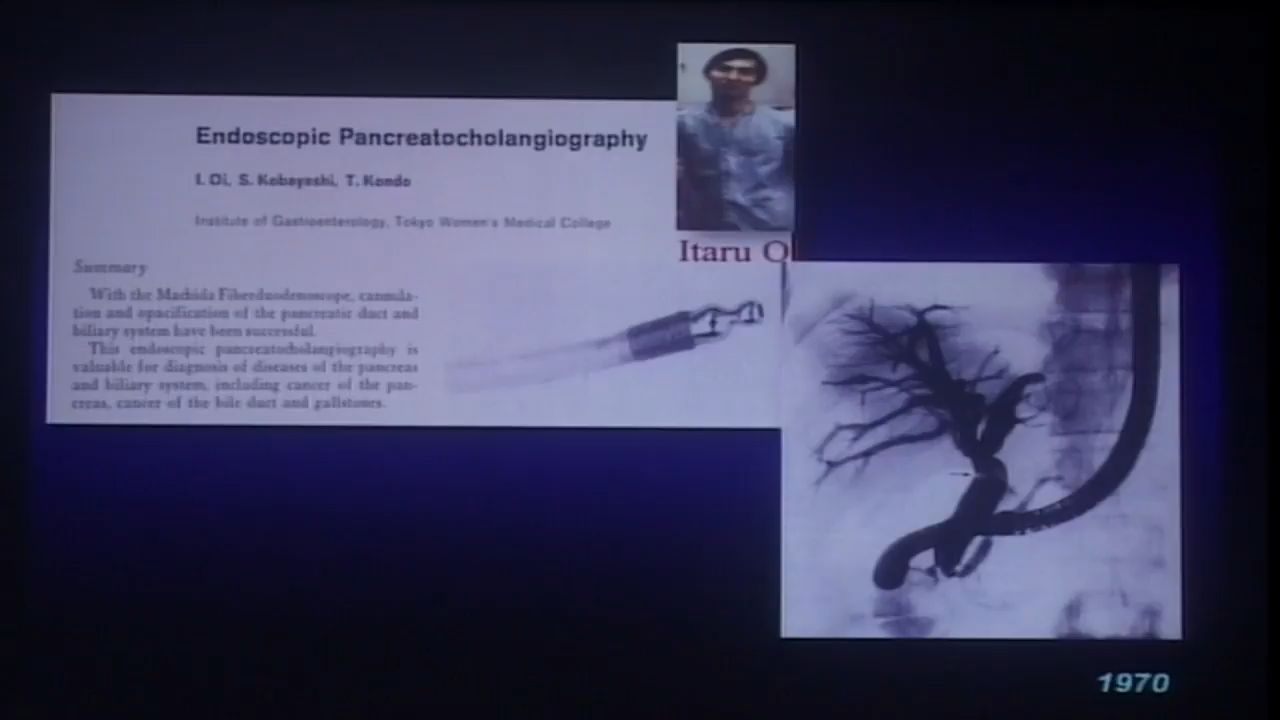 Endoscopic Pancreatocholangiography
I. Oi, S. Kobayashi, T. Kondo
Institute of Gastroenterology, Tokyo Women's Medical College
Itaru O
Summary
With the Machida Fiberduodenoscope, cannula-
tion and opacification of the pancreatic duct and
biliary system have been successful.
This endoscopic pancreatocholangiography is
valuable for diagnosis of diseases of the pancreas
and biliary system, including cancer of the pan-
creas, cancer of the bile duct and gallstones.
1970